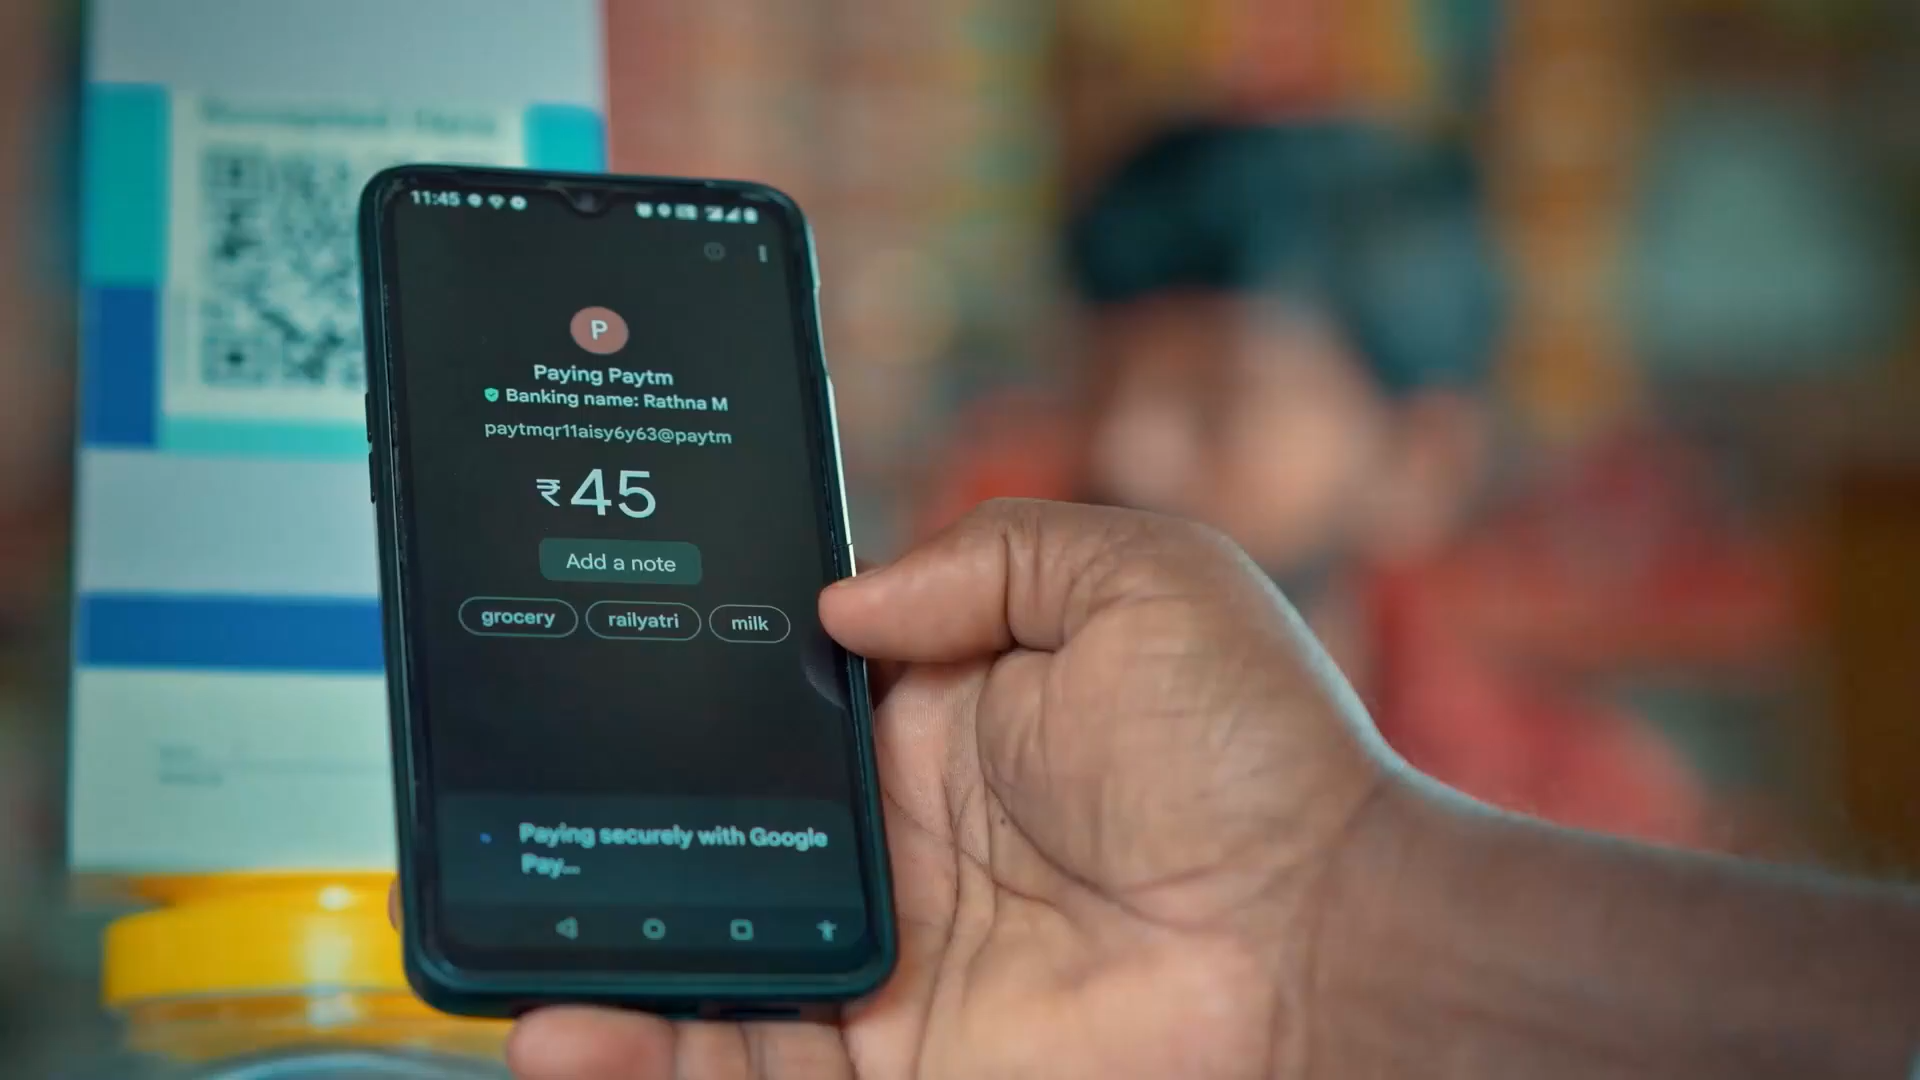 11:45
P
Paying Paytm
Banking name: Rathna M
paytmqr11aisy6y63@paytm
₹45
Add a note
grocery railyatri milk
Paying securely with Google
Pay...